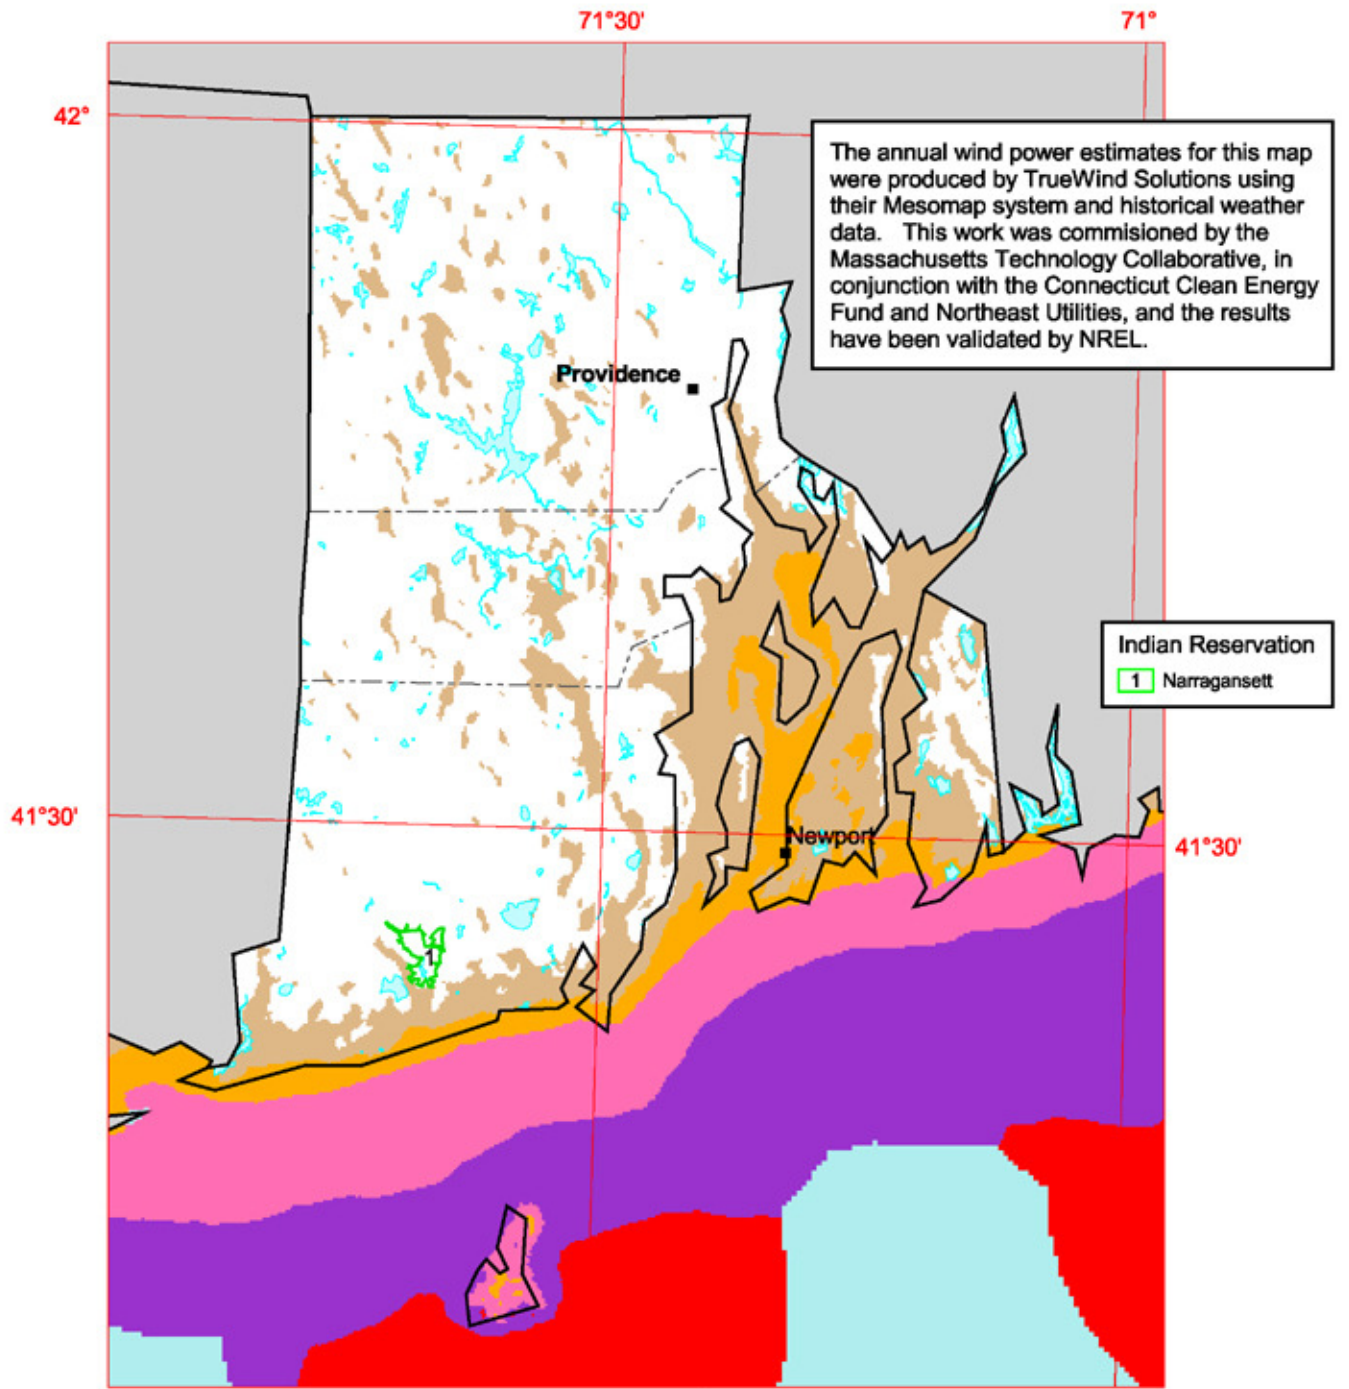 71°30' 71°
42°
The annual wind power estimates for this map
were produced by TrueWind Solutions using
their Mesomap system and historical weather
data. This work was commisioned by the
Massachusetts Technology Collaborative, in
conjunction with the Connecticut Clean Energy
Fund and Northeast Utilities, and the results
have been validated by NREL.
Providence
Indian Reservation
1 Narragansett
41°30'
Newport
41°30'
1